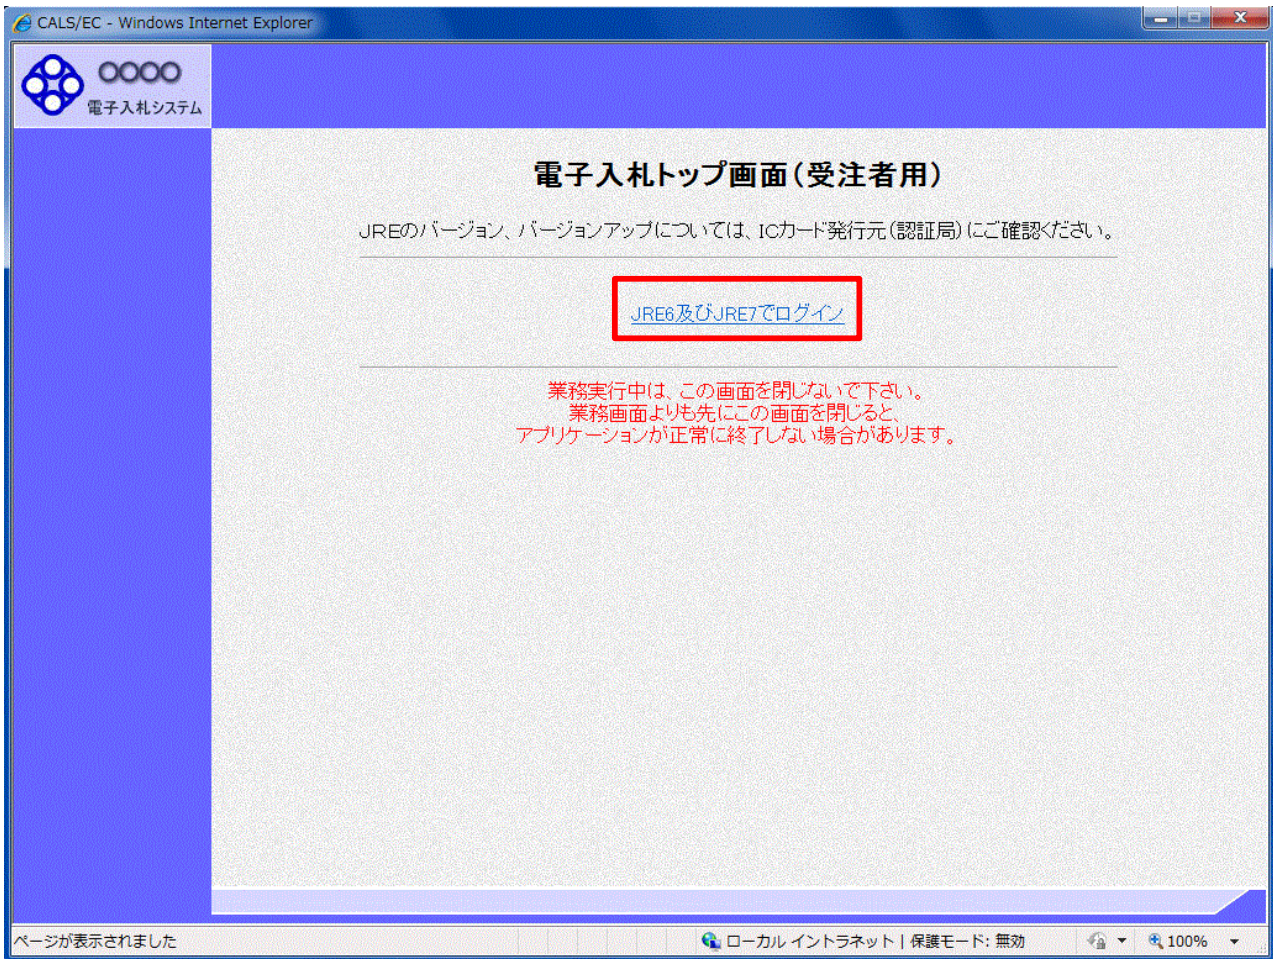 CALS/EC - Windows Internet Explorer
○○○○
電子入札システム
電子入札トップ画面(受注者用)
JREのバージョン、バージョンアップについては、ICカード発行元(認証局)にご確認ください。
JRE6及びJRE7でログイン
業務実行中は、この画面を閉じないで下さい。
業務画面よりも先にこの画面を閉じると、
アプリケーションが正常に終了しない場合があります。
ページが表示されました
ローカル イントラネット | 保護モード: 無効
100%